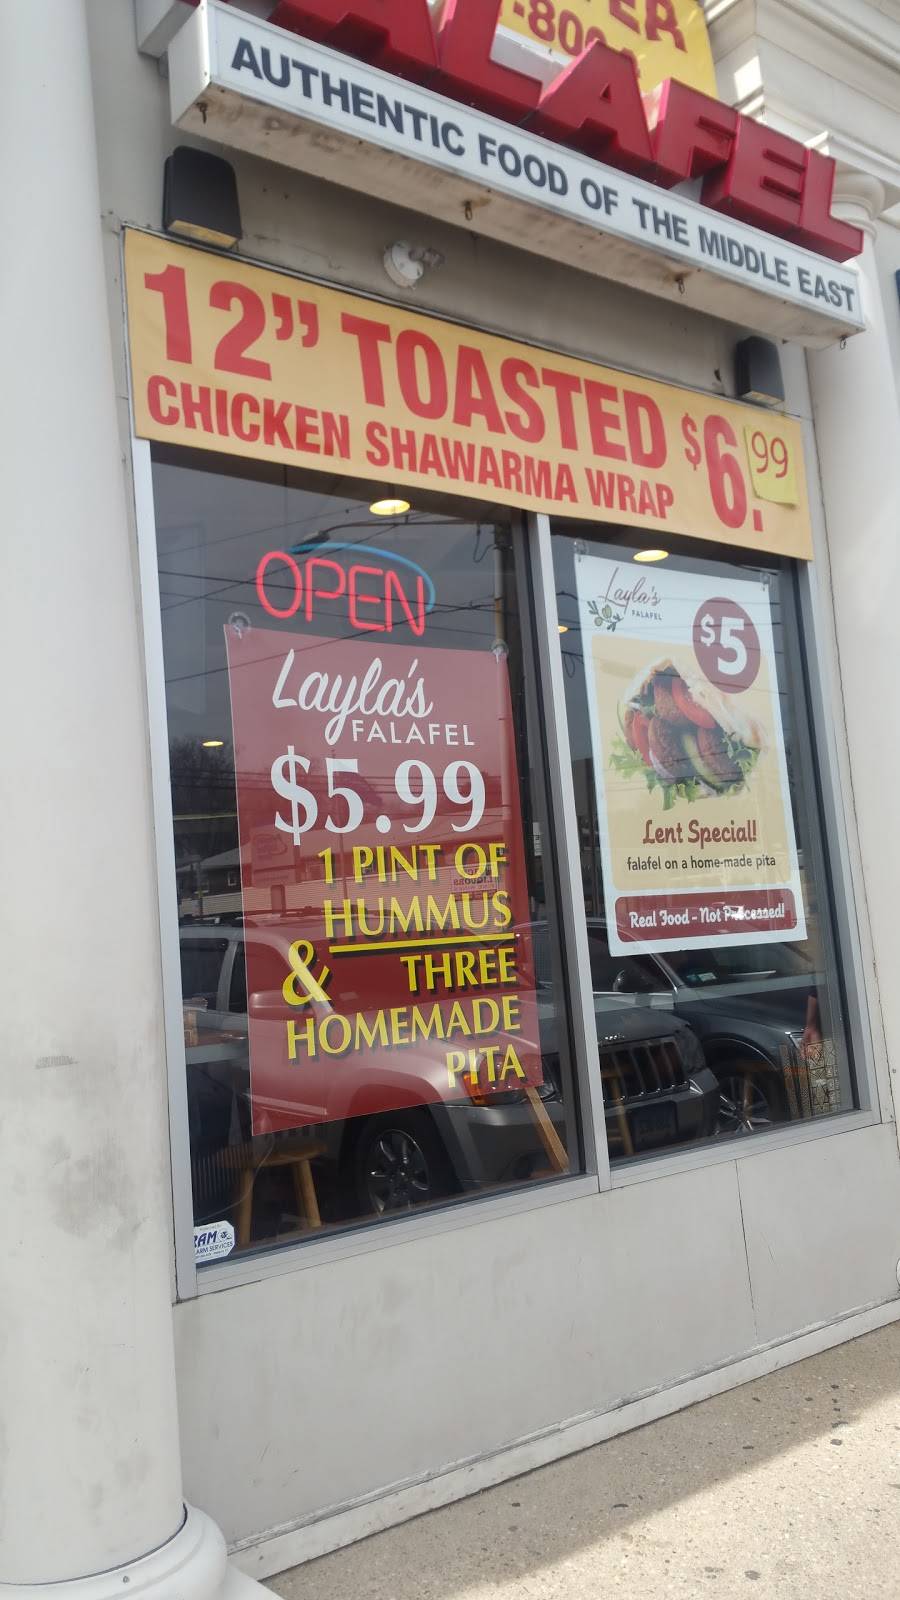 FALAFEL
AUTHENTIC FOOD OF THE MIDDLE EAST
12” TOASTED
CHICKEN SHAWARMA WRAP
$6.99
OPEN
Layla's
FALAFEL
$5.99
1 PINT OF
HUMMUS
& THREE
HOMEMADE
PITA
Layla's
FALAFEL
$5
Lent Special!
falafel on a home-made pita
Real Food - Not Processed!